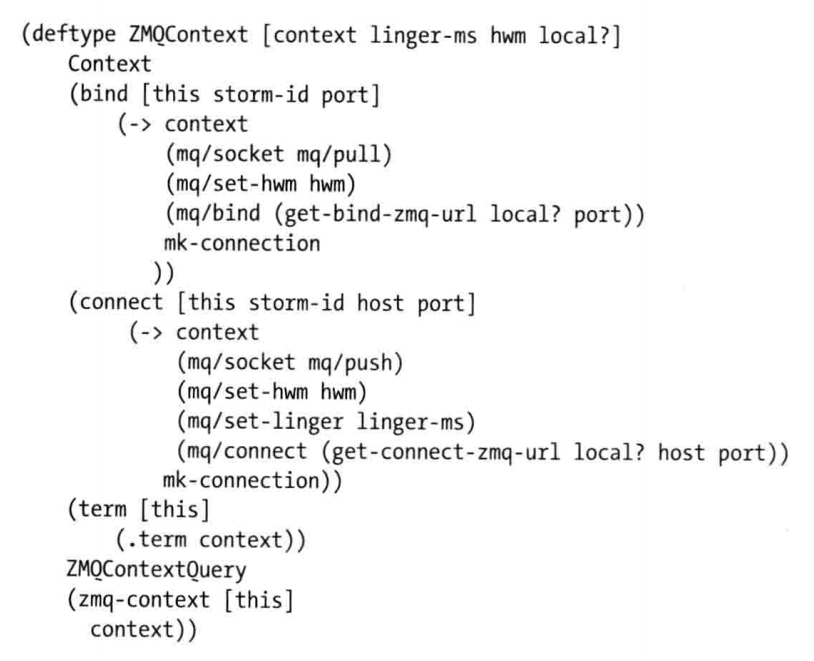 (deftype ZMQContext [context linger-ms hwm local?]
    Context
    (bind [this storm-id port]
        (-> context
            (mq/socket mq/pull)
            (mq/set-hwm hwm)
            (mq/bind (get-bind-zmq-url local? port))
            mk-connection
           ))
    (connect [this storm-id host port]
         (-> context
             (mq/socket mq/push)
             (mq/set-hwm hwm)
             (mq/set-linger linger-ms)
             (mq/connect (get-connect-zmq-url local? host port))
            mk-connection))
    (term [this]
        (.term context))
    ZMQContextQuery
    (zmq-context [this]
      context))